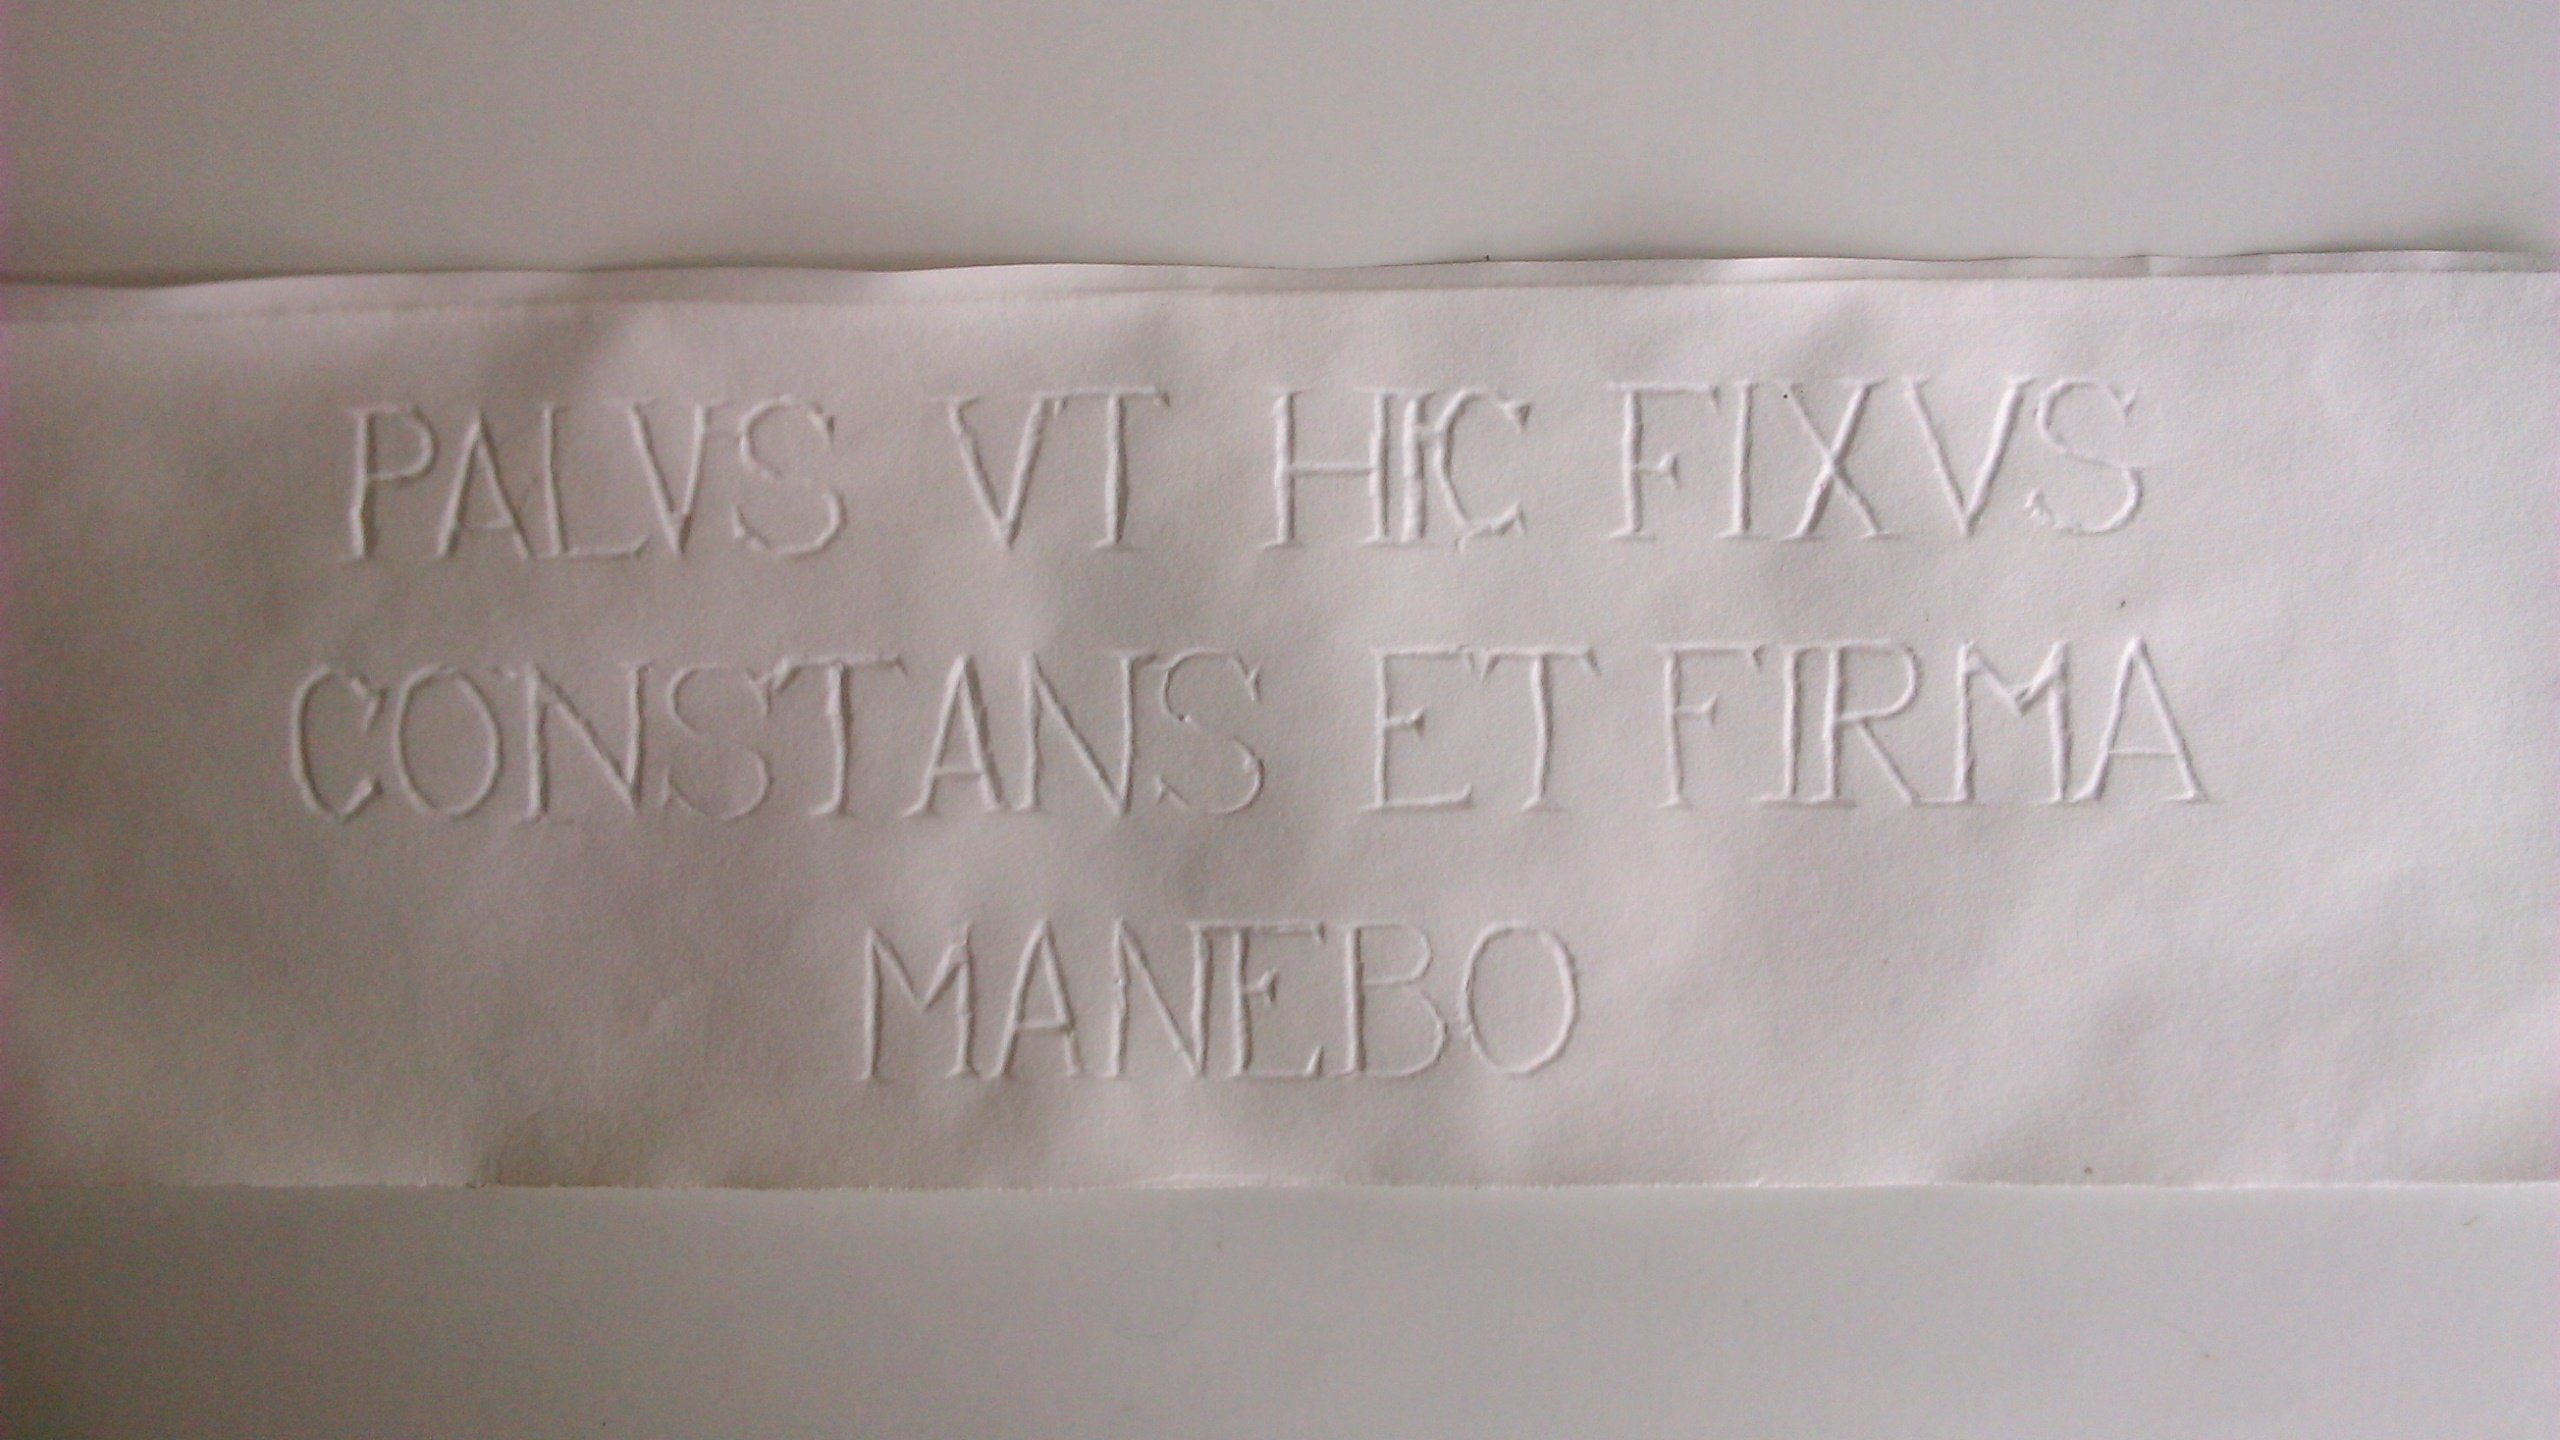 PALVS VT HIC FIXVS
CONSTANS ET FIRMA
MANEBO